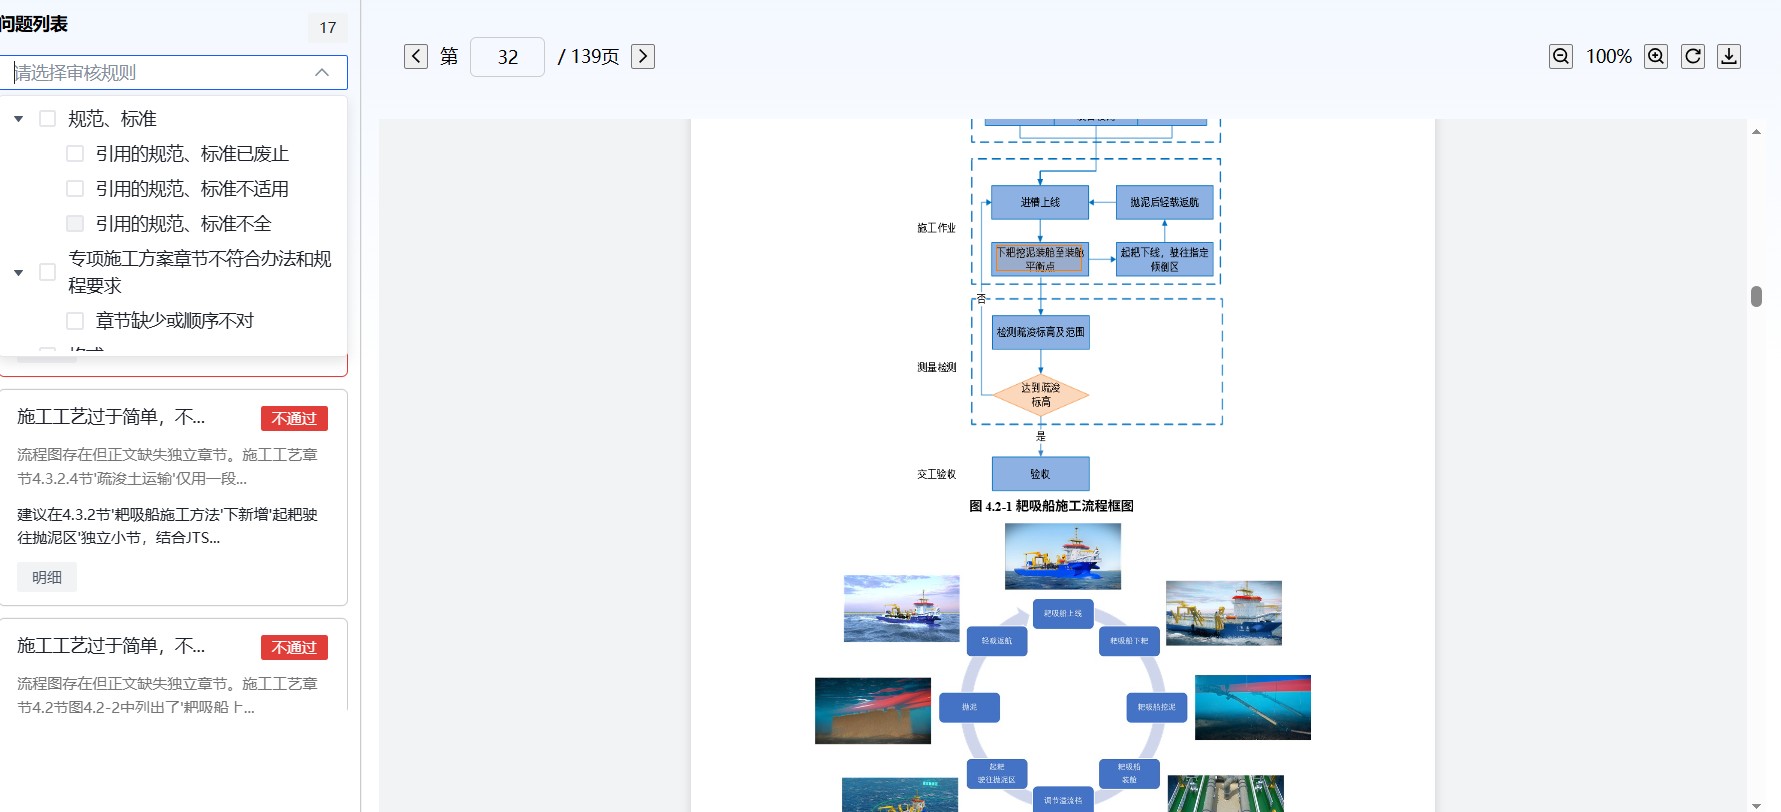 问题列表
17
请选择审核规则
规范、标准
引用的规范、标准已废止
引用的规范、标准不适用
引用的规范、标准不全
专项施工方案章节不符合办法和规
程要求
章节缺少或顺序不对
施工工艺过于简单，不...
不通过
流程图存在但正文缺失独立章节。施工工艺章
节4.3.2.4节'疏浚土运输'仅用一段...
建议在4.3.2节'耙吸船施工方法'下新增'起耙驶
往抛泥区'独立小节，结合JTS...
明细
施工工艺过于简单，不...
不通过
流程图存在但正文缺失独立章节。施工工艺章
节4.2节图4.2-2中列出了'耙吸船上...
第 32 / 139页
100%
施工作业
进槽上线
抛泥后轻载返航
下耙挖泥装舱至装舱
平衡点
起耙下线，驶往指定
倾倒区
否
测量检测
检测疏浚标高及范围
达到疏浚
标高
是
交工验收
验收
图 4.2-1 耙吸船施工流程框图
耙吸船上线
轻载返航
耙吸船下耙
抛泥
耙吸船挖泥
起耙
驶往抛泥区
耙吸船
装舱
调节溢流档